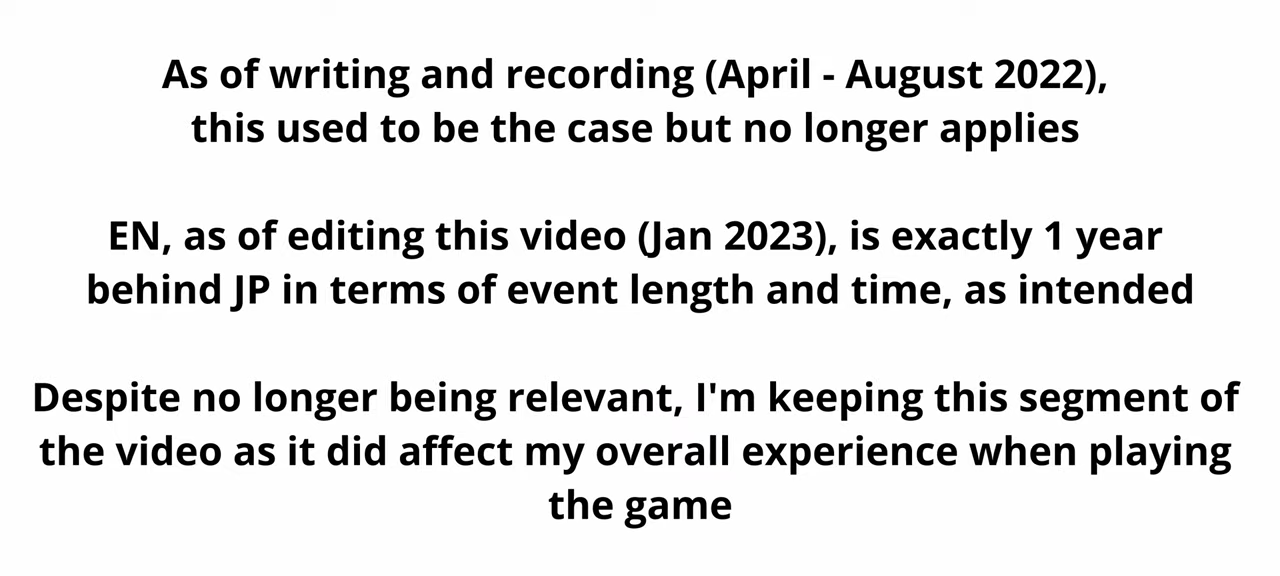 As of writing and recording (April - August 2022),
this used to be the case but no longer applies
EN, as of editing this video (Jan 2023), is exactly 1 year
behind JP in terms of event length and time, as intended
Despite no longer being relevant, I'm keeping this segment of
the video as it did affect my overall experience when playing
the game